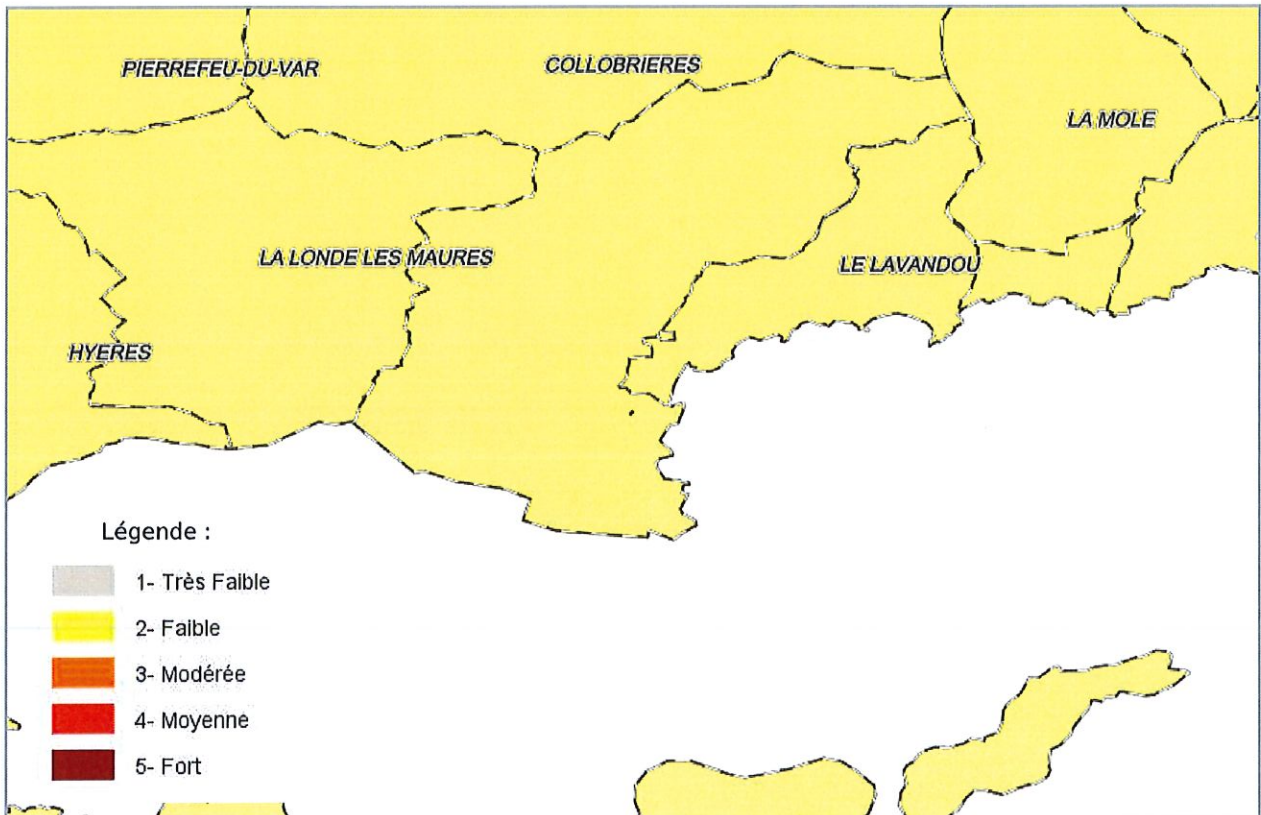 PIERREFEU-DU-VAR
COLLOBRIERES
LA MOLE
LA LONDE LES MAURES
LE LAVANDOU
HYERES
Légende :
1- Très Faible
2- Faible
3- Modérée
4- Moyenne
5- Fort